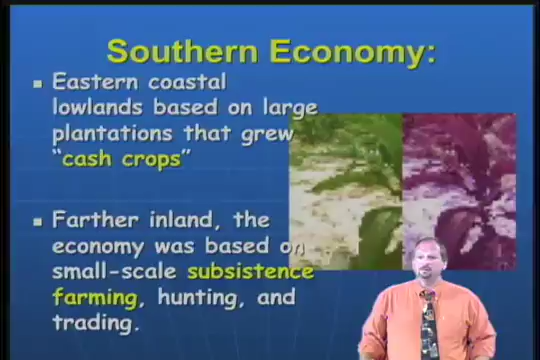 Southern Economy:
Eastern coastal
lowlands based on large
plantations that grew
“cash crops”
Farther inland, the
economy was based on
small-scale subsistence
farming, hunting, and
trading.